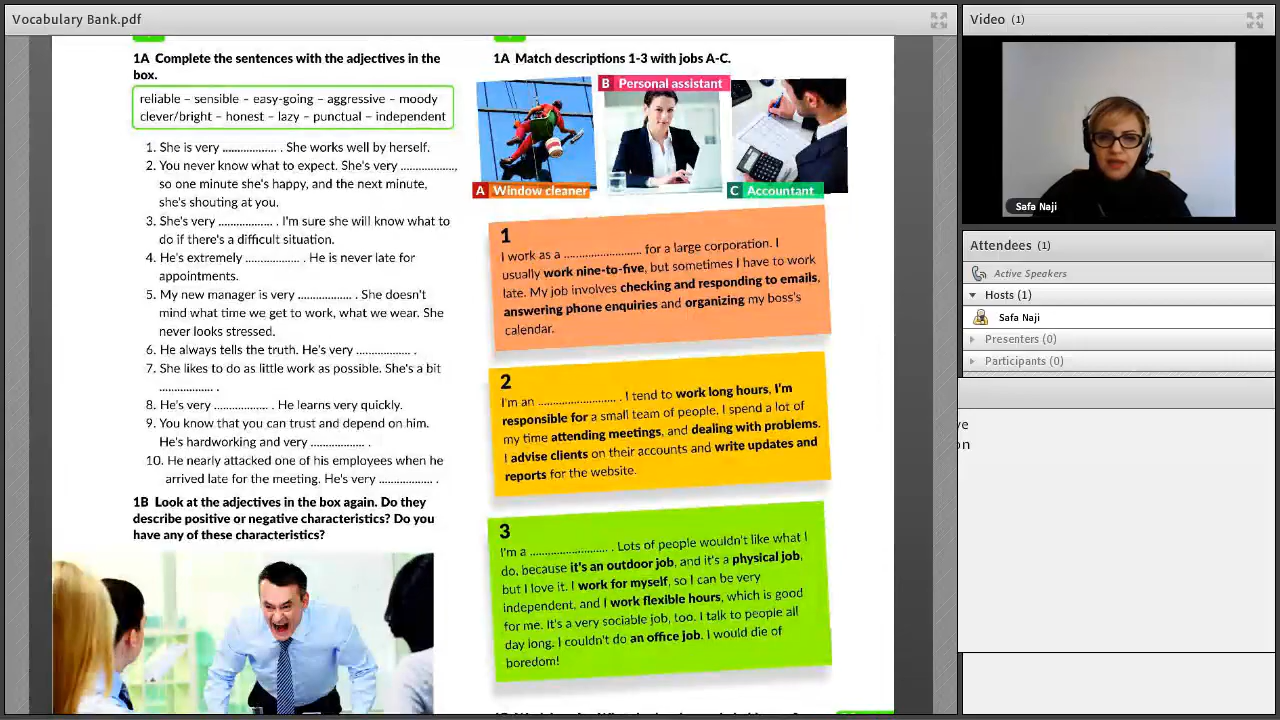 Vocabulary Bank.pdf
1A Complete the sentences with the adjectives in the
box.
reliable – sensible – easy-going – aggressive – moody
clever/bright – honest – lazy – punctual – independent
1. She is very .................. . She works well by herself.
2. You never know what to expect. She's very ..................,
so one minute she's happy, and the next minute,
she's shouting at you.
3. She's very .................. . I'm sure she will know what to
do if there's a difficult situation.
4. He's extremely .................. . He is never late for
appointments.
5. My new manager is very .................. . She doesn't
mind what time we get to work, what we wear. She
never looks stressed.
6. He always tells the truth. He's very .................. .
7. She likes to do as little work as possible. She's a bit
.................. .
8. He's very .................. . He learns very quickly.
9. You know that you can trust and depend on him.
He's hardworking and very .................. .
10. He nearly attacked one of his employees when he
arrived late for the meeting. He's very .................. .
1B Look at the adjectives in the box again. Do they
describe positive or negative characteristics? Do you
have any of these characteristics?
1A Match descriptions 1-3 with jobs A-C.
B Personal assistant
A Window cleaner
C Accountant
1
I work as a .......................... for a large corporation. I
usually work nine-to-five, but sometimes I have to work
late. My job involves checking and responding to emails,
answering phone enquiries and organizing my boss's
calendar.
2
I'm an .......................... . I tend to work long hours, I'm
responsible for a small team of people. I spend a lot of
my time attending meetings, and dealing with problems.
I advise clients on their accounts and write updates and
reports for the website.
3
I'm a .......................... . Lots of people wouldn't like what I
do, because it's an outdoor job, and it's a physical job,
but I love it. I work for myself, so I can be very
independent, and I work flexible hours, which is good
for me. It's a very sociable job, too. I talk to people all
day long. I couldn't do an office job. I would die of
boredom!
Video (1)
Safa Naji
Attendees (1)
Active Speakers
Hosts (1)
Safa Naji
Presenters (0)
Participants (0)